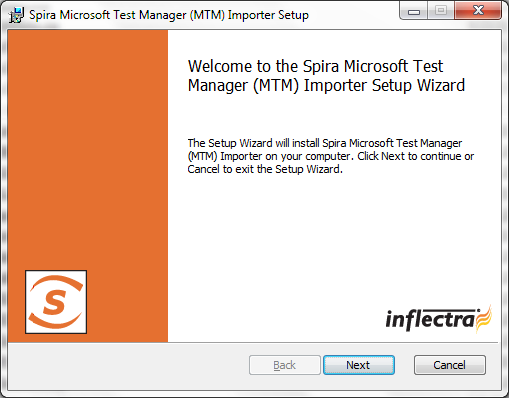 Spira Microsoft Test Manager (MTM) Importer Setup
Welcome to the Spira Microsoft Test
Manager (MTM) Importer Setup Wizard
The Setup Wizard will install Spira Microsoft Test Manager
(MTM) Importer on your computer. Click Next to continue or
Cancel to exit the Setup Wizard.
S
inflectra
Back
Next
Cancel